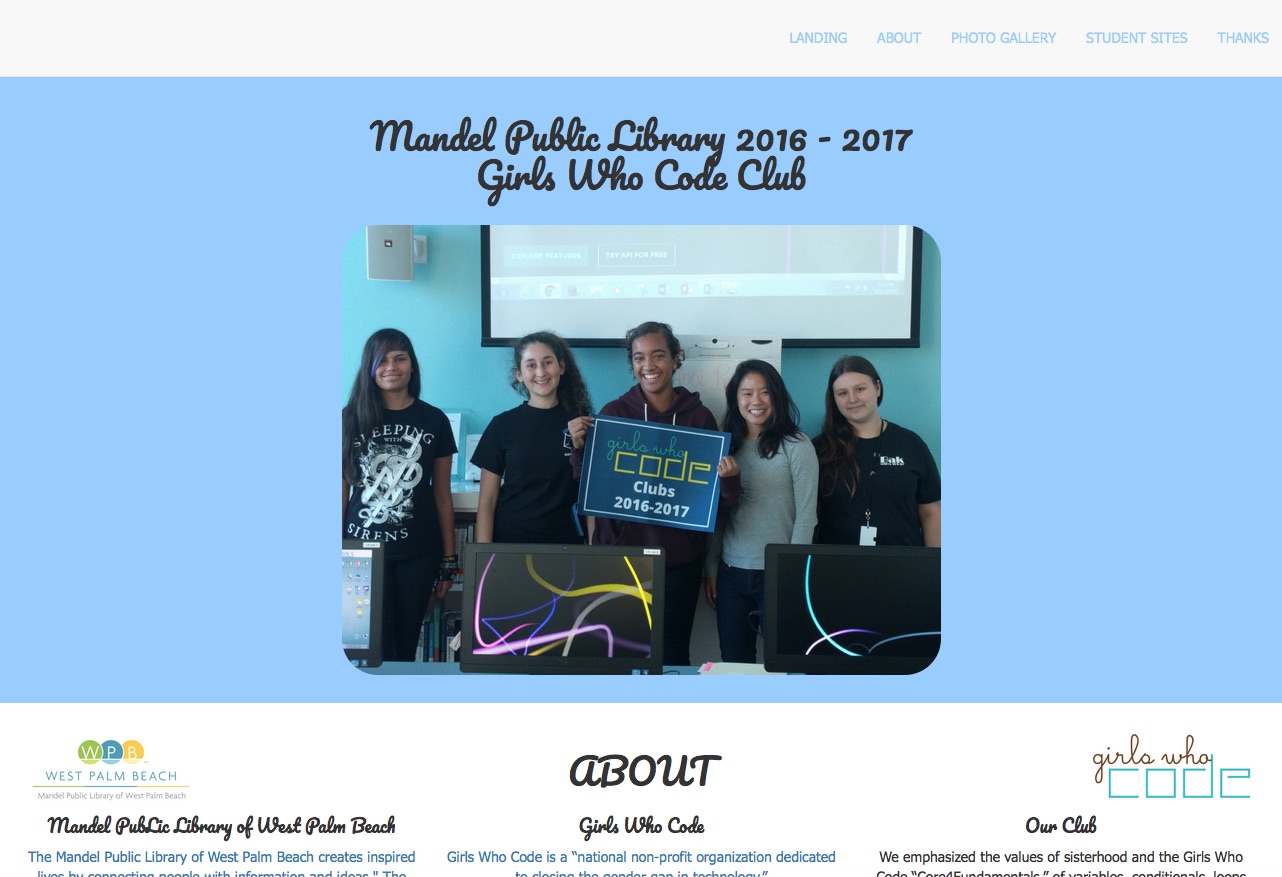 LANDING ABOUT PHOTO GALLERY STUDENT SITES THANKS
Mandel Public Library 2016 - 2017
Girls Who Code Club
EXPLORE FEATURES TRY API FOR FREE
SLEEPING
WITH
SIRENS
girls who
code
Clubs
2016-2017
Oak
WPB
WEST PALM BEACH
Mandel Public Library of West Palm Beach
ABOUT
girls who
code
Mandel PubLic Library of West Palm Beach
The Mandel Public Library of West Palm Beach creates inspired
lives by connecting people with information and ideas." The
Girls Who Code
Girls Who Code is a “national non-profit organization dedicated
to closing the gender gap in technology.”
Our Club
We emphasized the values of sisterhood and the Girls Who
Code “Core4Fundamentals,” of variables, conditionals, loops